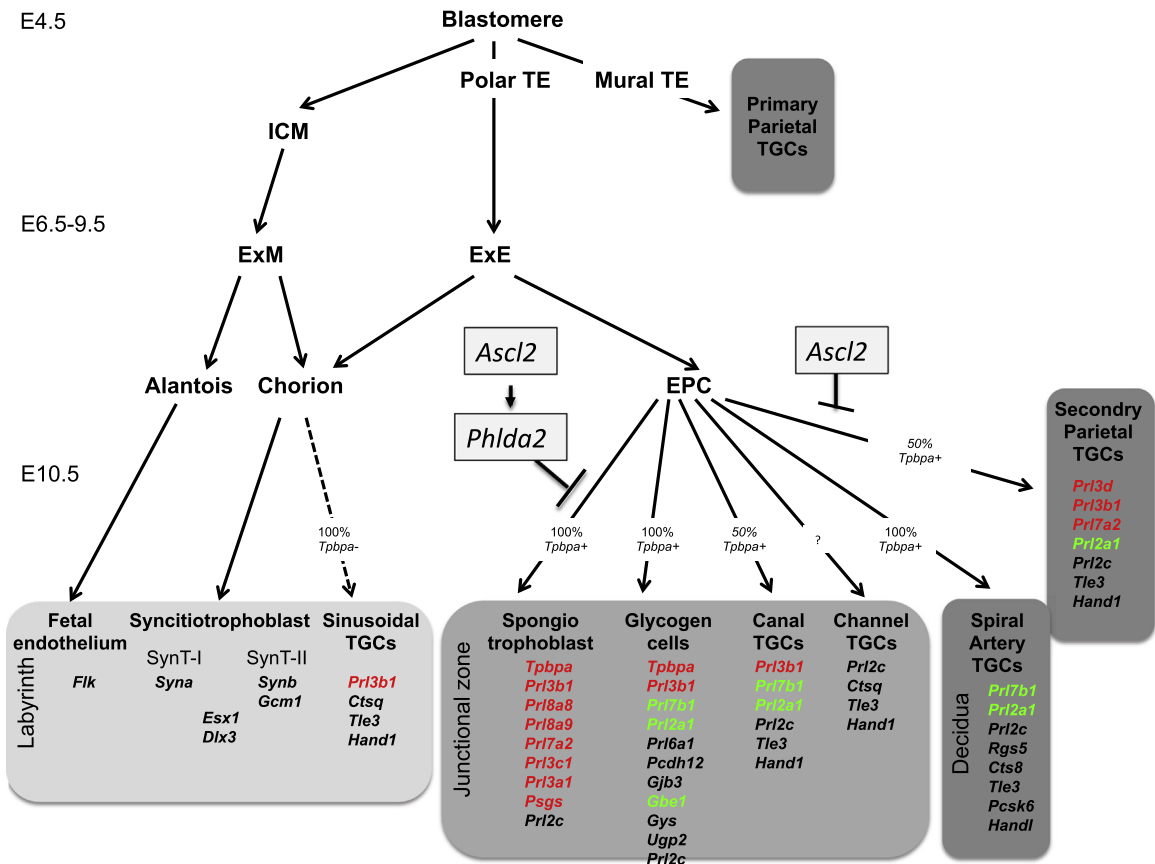 E4.5
Blastomere
Polar TE
Mural TE
Primary
Parietal
TGCs
ICM
E6.5-9.5
ExM
ExE
Ascl2
Ascl2
Alantois
Chorion
EPC
Phlda2
Secondry
Parietal
TGCs
Prl3d
Prl3b1
Prl7a2
Prl2a1
Prl2c
Tle3
Hand1
50%
Tpbpa+
E10.5
100%
Tpbpa-
100%
Tpbpa+
100%
Tpbpa+
50%
Tpbpa+
?
100%
Tpbpa+
Labyrinth
Fetal
endothelium
Flk
Syncitiotrophoblast
SynT-I
Syna
SynT-II
Synb
Gcm1
Esx1
Dlx3
Sinusoidal
TGCs
Prl3b1
Ctsq
Tle3
Hand1
Junctional zone
Spongio
trophoblast
Tpbpa
Prl3b1
Prl8a8
Prl8a9
Prl7a2
Prl3c1
Prl3a1
Psgs
Prl2c
Glycogen
cells
Tpbpa
Prl3b1
Prl7b1
Prl2a1
Prl6a1
Pcdh12
Gjb3
Gbe1
Gys
Ugp2
Prl2c
Canal
TGCs
Prl3b1
Prl7b1
Prl2a1
Prl2c
Tle3
Hand1
Channel
TGCs
Prl2c
Ctsq
Tle3
Hand1
Decidua
Spiral
Artery
TGCs
Prl7b1
Prl2a1
Prl2c
Rgs5
Cts8
Tle3
Pcsk6
HandI